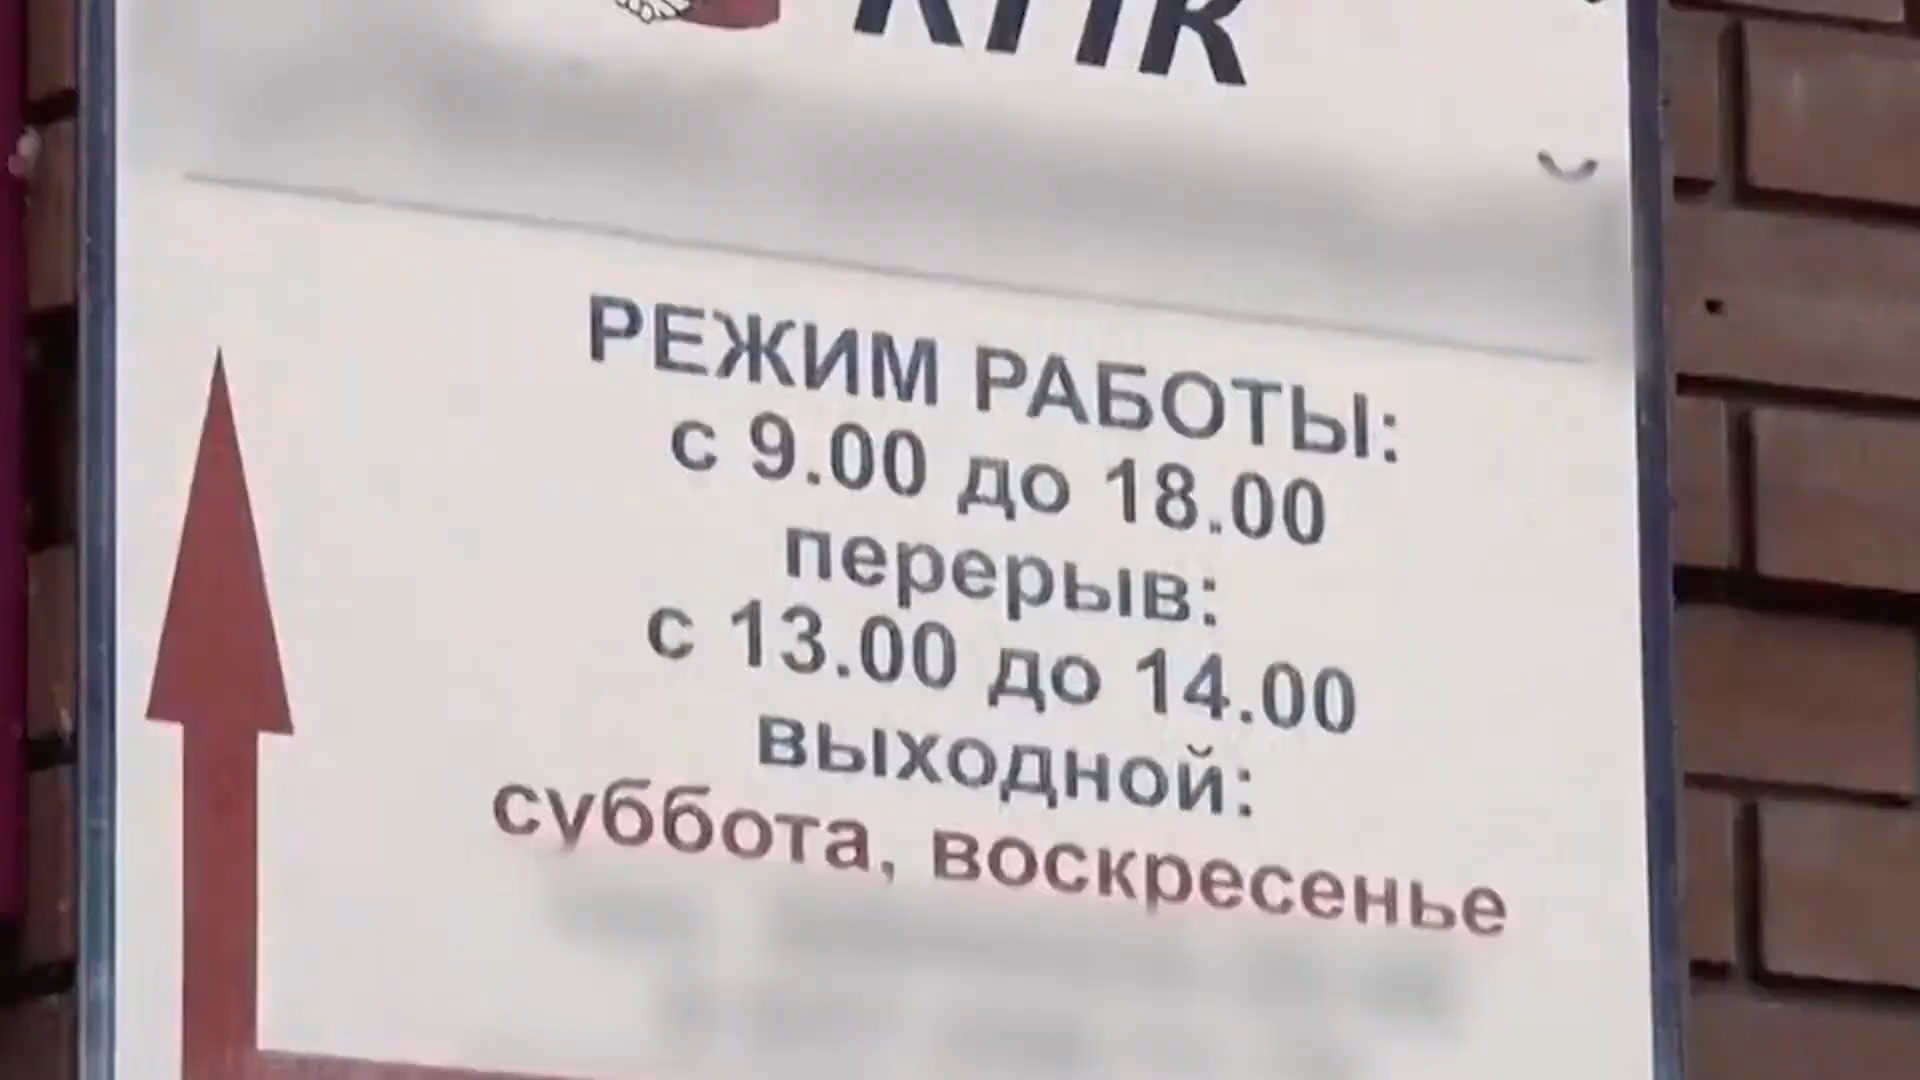 КПК
РЕЖИМ РАБОТЫ:
с 9.00 до 18.00
перерыв:
с 13.00 до 14.00
выходной:
суббота, воскресенье